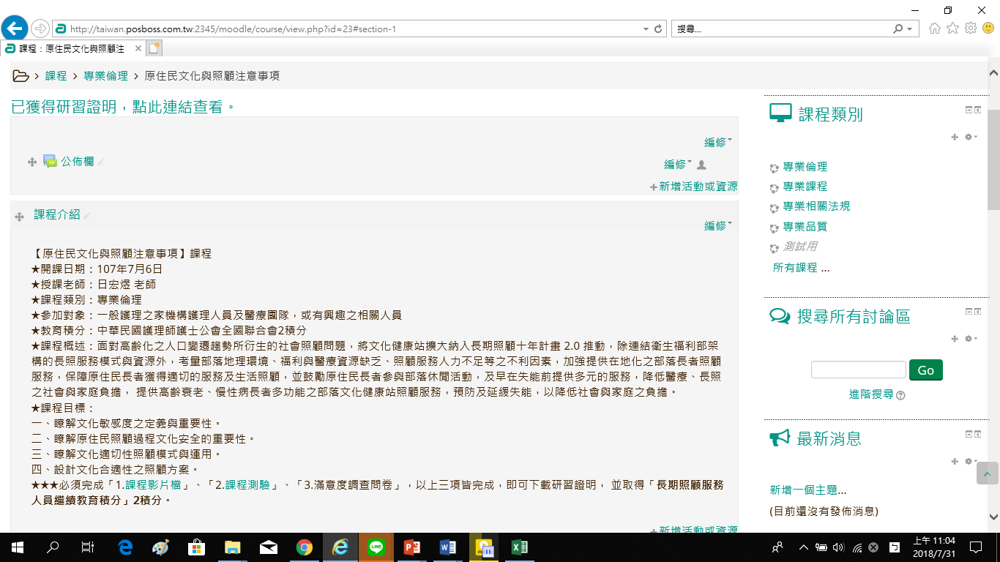 http://taiwan.posboss.com.tw:2345/moodle/course/view.php?id=23#section-1
搜尋...
課程：原住民文化與照顧注
課程 > 專業倫理 > 原住民文化與照顧注意事項
已獲得研習證明，點此連結查看。
編修
公佈欄
編修
新增活動或資源
課程介紹
編修
【原住民文化與照顧注意事項】課程
★開課日期：107年7月6日
★授課老師：日宏煜 老師
★課程類別：專業倫理
★參加對象：一般護理之家機構護理人員及醫療團隊，或有興趣之相關人員
★教育積分：中華民國護理師護士公會全國聯合會2積分
★課程概述：面對高齡化之人口變遷趨勢所衍生的社會照顧問題，將文化健康站擴大納入長期照顧十年計畫 2.0 推動，除連結衛生福利部架
構的長照服務模式與資源外，考量部落地理環境、福利與醫療資源缺乏、照顧服務人力不足等之不利因素，加強提供在地化之部落長者照顧
服務，保障原住民長者獲得適切的服務及生活照顧，並鼓勵原住民長者參與部落休閒活動，及早在失能前提供多元的服務，降低醫療、長照
之社會與家庭負擔， 提供高齡衰老、慢性病長者多功能之部落文化健康站照顧服務，預防及延緩失能，以降低社會與家庭之負擔。
★課程目標：
一、瞭解文化敏感度之定義與重要性。
二、瞭解原住民照顧過程文化安全的重要性。
三、瞭解文化適切性照顧模式與運用。
四、設計文化合適性之照顧方案。
★★★必須完成「1.課程影片檔」、「2.課程測驗」、「3.滿意度調查問卷」，以上三項皆完成，即可下載研習證明， 並取得「長期照顧服務
人員繼續教育積分」2積分。
新增活動或資源
課程類別
專業倫理
專業課程
專業相關法規
專業品質
測試用
所有課程 ...
搜尋所有討論區
Go
進階搜尋
最新消息
新增一個主題...
(目前還沒有發佈消息)
上午 11:04
2018/7/31